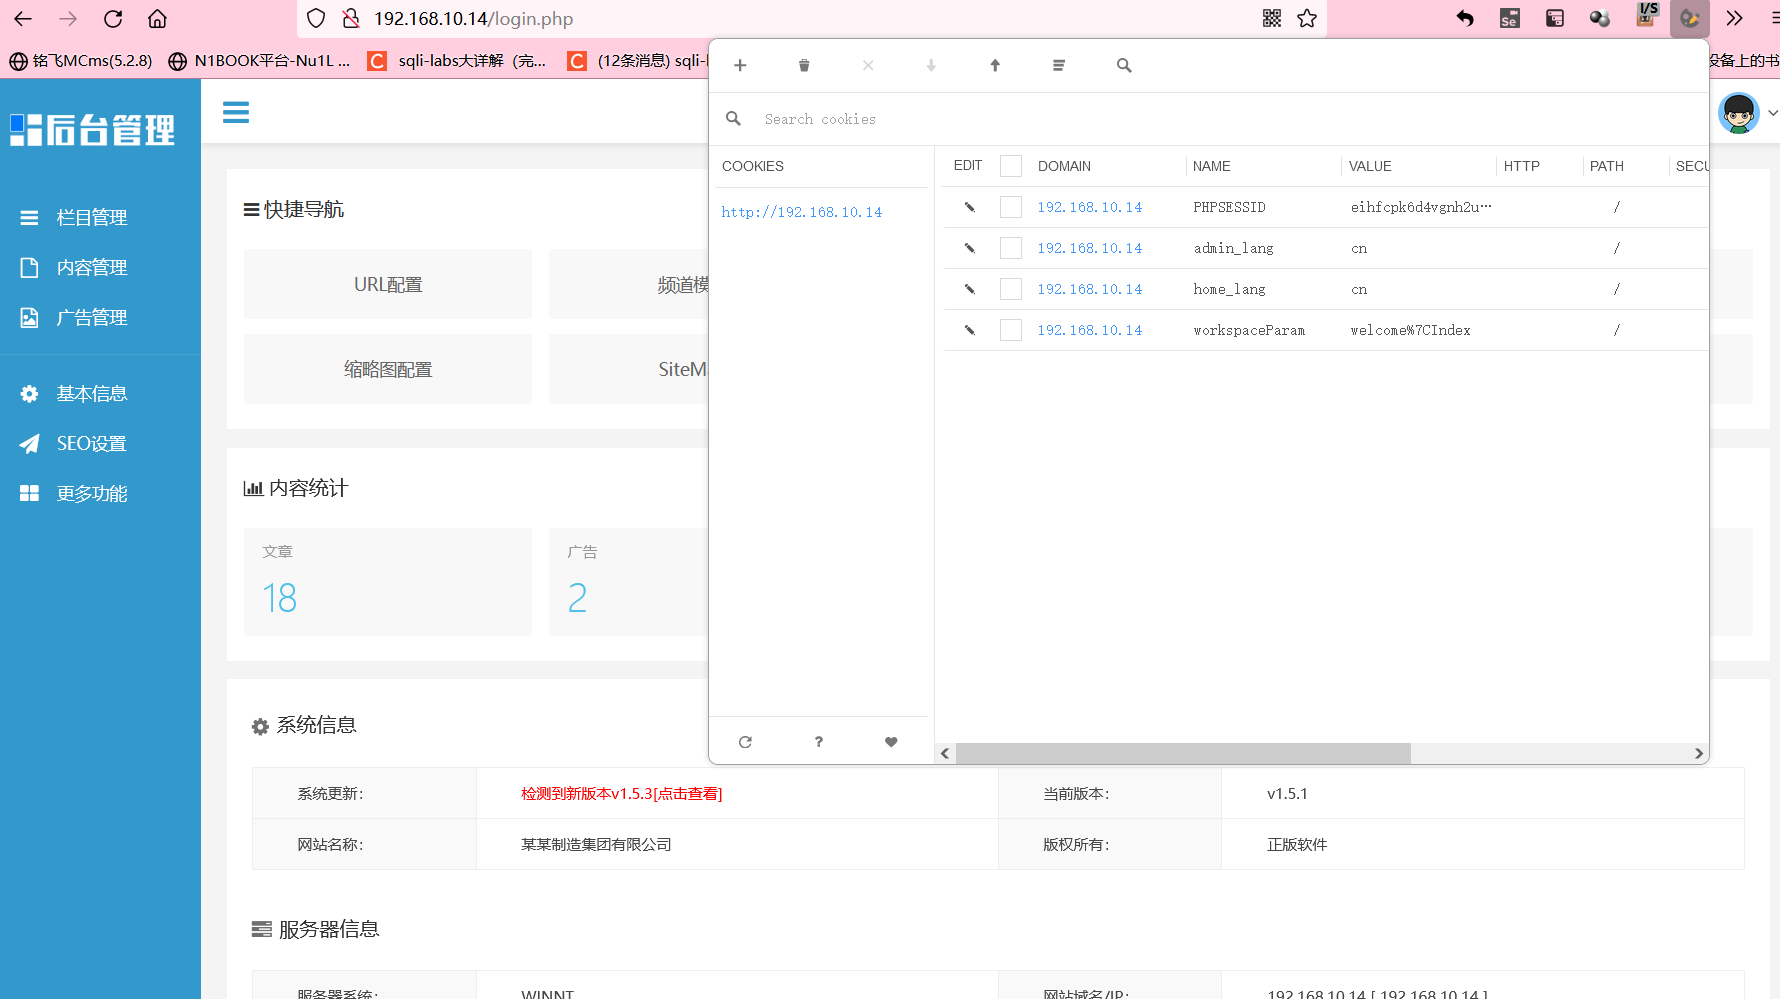 192.168.10.14/login.php
I/S
Se
铭飞MCms(5.2.8)
N1BOOK平台-Nu1L ...
C
sqli-labs大详解（完...
C
(12条消息) sqli-l
设备上的书
后台管理
栏目管理
内容管理
广告管理
基本信息
SEO设置
更多功能
Search cookies
COOKIES
http://192.168.10.14
EDIT DOMAIN NAME VALUE HTTP PATH SECU
192.168.10.14 PHPSESSID eihfcpk6d4vgnh2u… /
192.168.10.14 admin_lang cn /
192.168.10.14 home_lang cn /
192.168.10.14 workspaceParam welcome%7CIndex /
?
快捷导航
URL配置
频道模
缩略图配置
SiteMa
内容统计
文章
18
广告
2
系统信息
系统更新： 检测到新版本v1.5.3[点击查看] 当前版本： v1.5.1
网站名称： 某某制造集团有限公司 版权所有： 正版软件
服务器信息
服务器系统： WINNT 网站域名/IP： 192.168.10.14 [ 192.168.10.14 ]